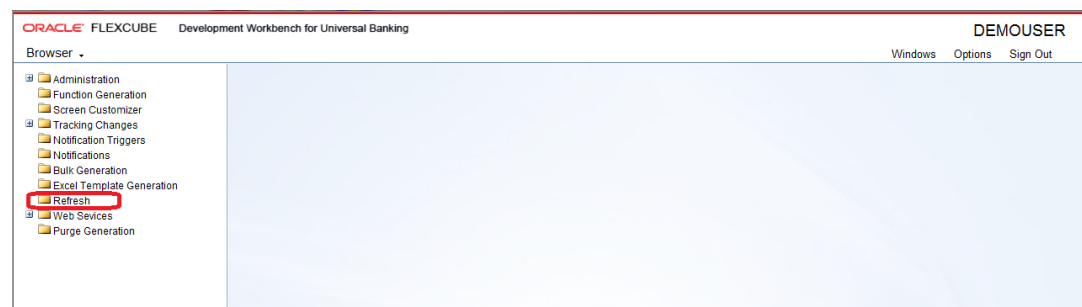 ORACLE FLEXCUBE Development Workbench for Universal Banking DEMOUSER
Browser Windows Options Sign Out
Administration
Function Generation
Screen Customizer
Tracking Changes
Notification Triggers
Notifications
Bulk Generation
Excel Template Generation
Refresh
Web Sevices
Purge Generation